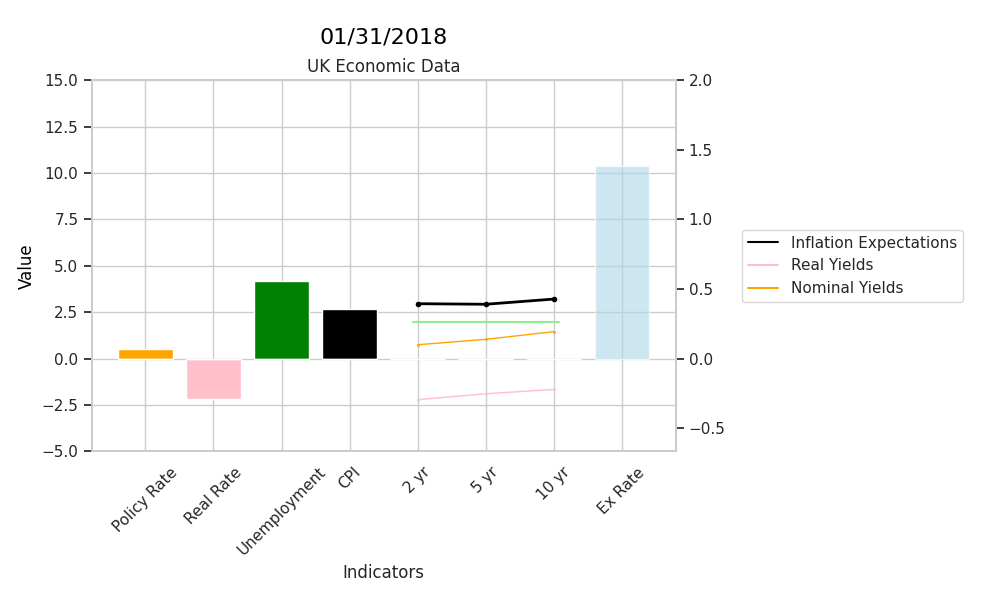 01/31/2018
UK Economic Data
15.0
12.5
10.0
7.5
5.0
2.5
0.0
−2.5
−5.0
Value
2.0
1.5
1.0
0.5
0.0
−0.5
Inflation Expectations
Real Yields
Nominal Yields
Policy Rate
Real Rate
Unemployment
CPI
2 yr
5 yr
10 yr
Ex Rate
Indicators